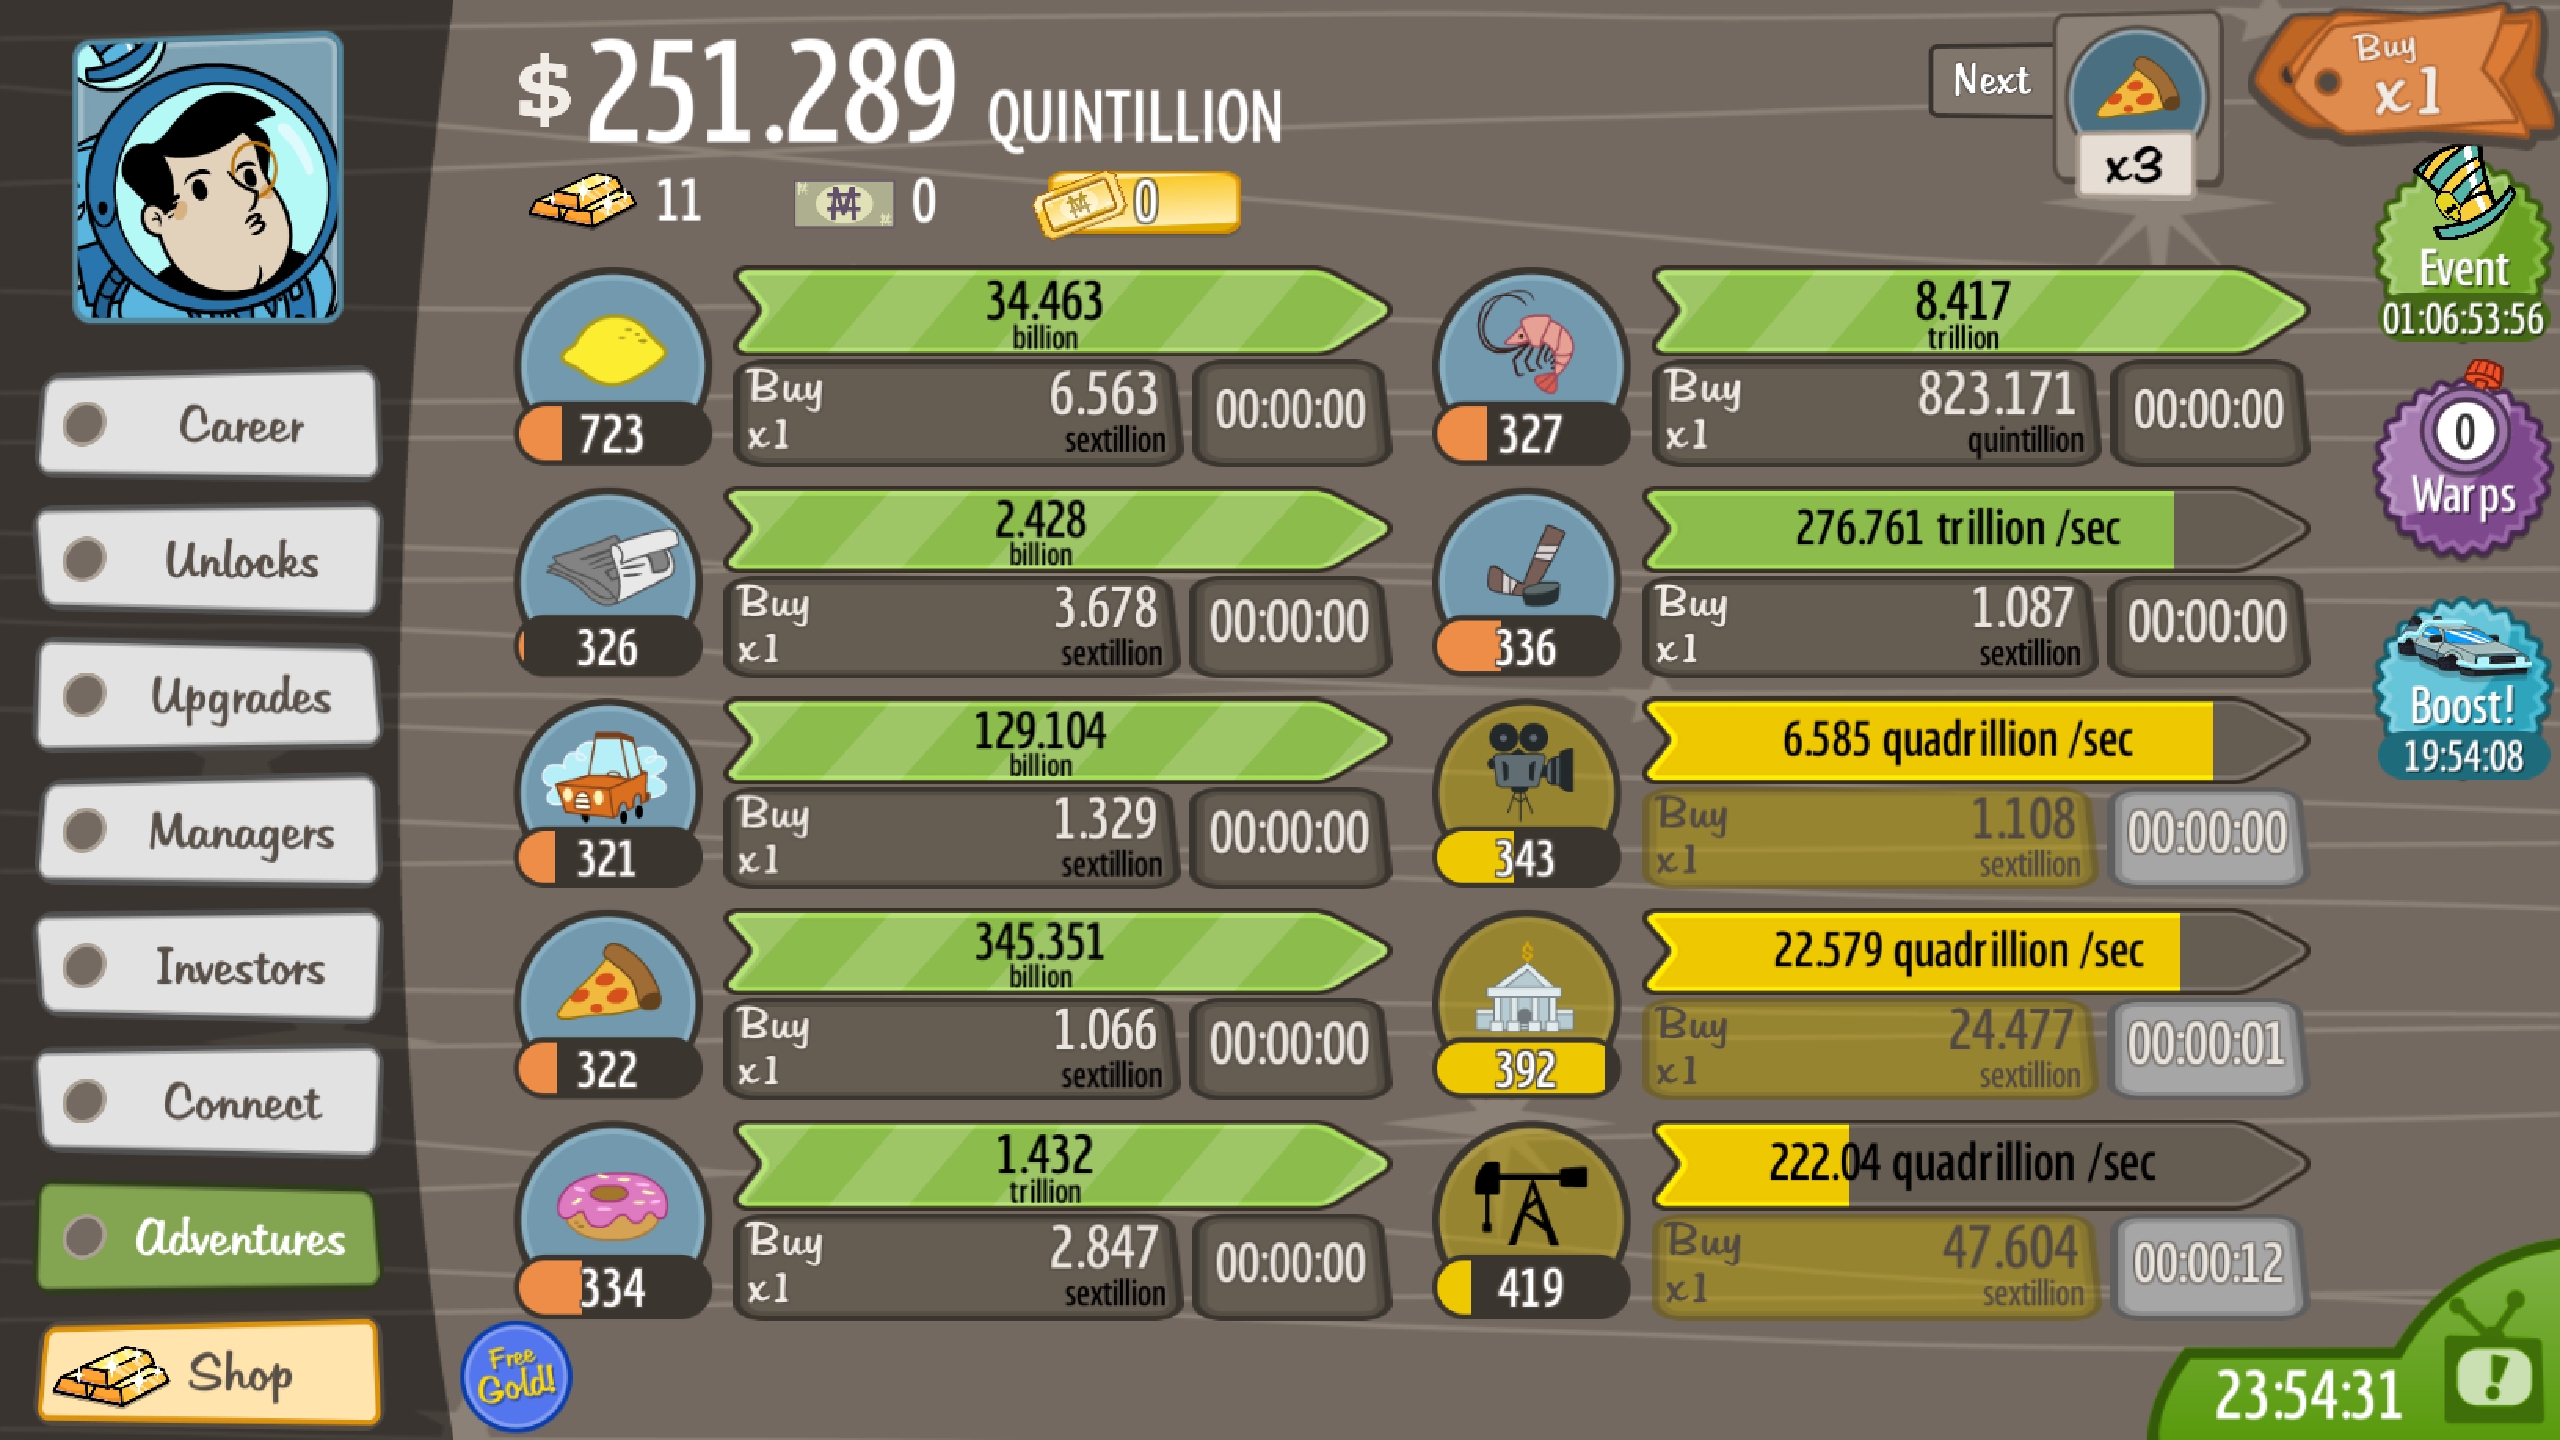 $251.289 QUINTILLION
11
0
0
Next
x3
Buy
x1
Event
01:06:53:56
0
Warps
Boost!
19:54:08
Career
Unlocks
Upgrades
Managers
Investors
Connect
Adventures
Shop
34.463
billion
723
Buy
x1
6.563
sextillion
00:00:00
2.428
billion
326
Buy
x1
3.678
sextillion
00:00:00
129.104
billion
321
Buy
x1
1.329
sextillion
00:00:00
345.351
billion
322
Buy
x1
1.066
sextillion
00:00:00
1.432
trillion
334
Buy
x1
2.847
sextillion
00:00:00
8.417
trillion
327
Buy
x1
823.171
quintillion
00:00:00
276.761 trillion /sec
336
Buy
x1
1.087
sextillion
00:00:00
6.585 quadrillion /sec
343
Buy
x1
1.108
sextillion
00:00:00
22.579 quadrillion /sec
392
Buy
x1
24.477
sextillion
00:00:01
222.04 quadrillion /sec
419
Buy
x1
47.604
sextillion
00:00:12
Free
Gold!
23:54:31
!